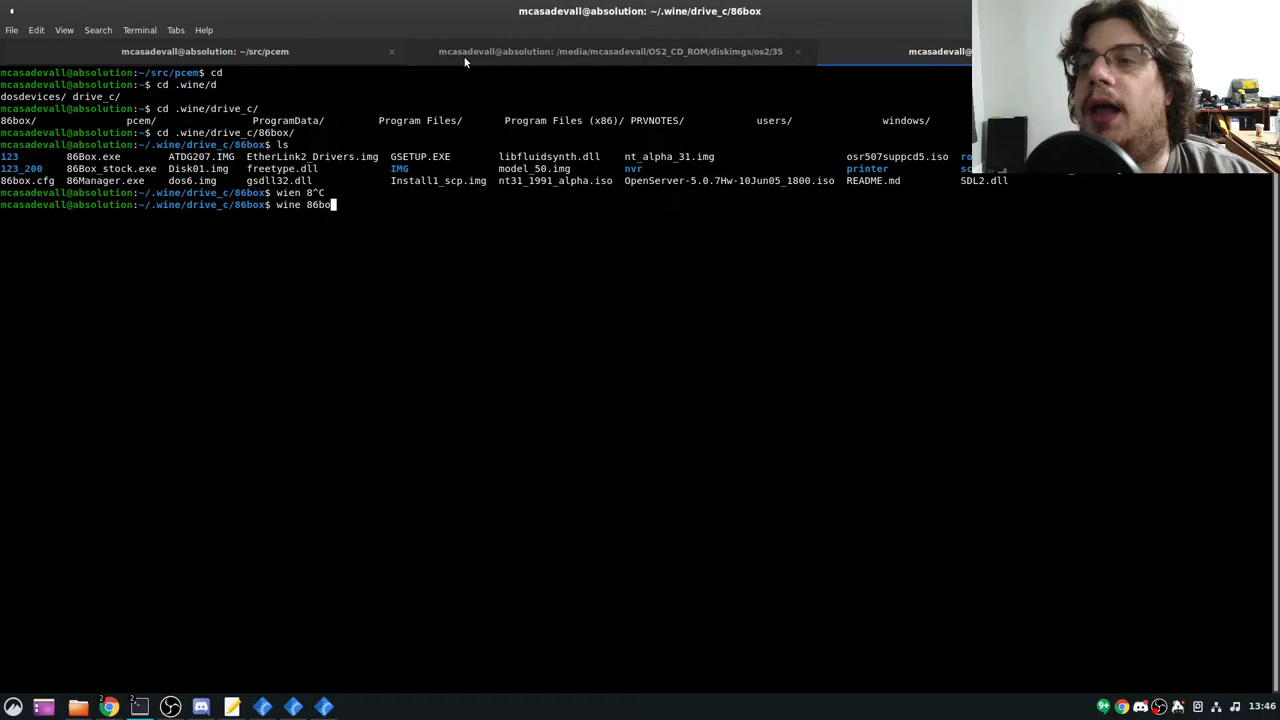 mcasadevall@absolution: ~/.wine/drive_c/86box
File Edit View Search Terminal Tabs Help
mcasadevall@absolution: ~/src/pcem × mcasadevall@absolution: /media/mcasadevall/OS2_CD_ROM/diskimgs/os2/35 × mcasadevall@
mcasadevall@absolution:~/src/pcem$ cd
mcasadevall@absolution:~$ cd .wine/d
dosdevices/ drive_c/
mcasadevall@absolution:~$ cd .wine/drive_c/
86box/ pcem/ ProgramData/ Program Files/ Program Files (x86)/ PRVNOTES/ users/ windows/
mcasadevall@absolution:~$ cd .wine/drive_c/86box/
mcasadevall@absolution:~/.wine/drive_c/86box$ ls
123 86Box.exe ATDG207.IMG EtherLink2_Drivers.img GSETUP.EXE libfluidsynth.dll nt_alpha_31.img osr507suppcd5.iso ro
123_200 86Box_stock.exe Disk01.img freetype.dll IMG model_50.img nvr printer sc
86box.cfg 86Manager.exe dos6.img gsdll32.dll Install1_scp.img nt31_1991_alpha.iso OpenServer-5.0.7Hw-10Jun05_1800.iso README.md SDL2.dll
mcasadevall@absolution:~/.wine/drive_c/86box$ wien 8^C
mcasadevall@absolution:~/.wine/drive_c/86box$ wine 86bo
2 2 9+ 13:46